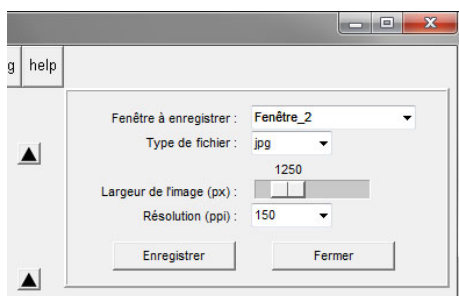 g help
Fenêtre à enregistrer : Fenêtre_2
Type de fichier : jpg
1250
Largeur de l'image (px) :
Résolution (ppi) : 150
Enregistrer Fermer